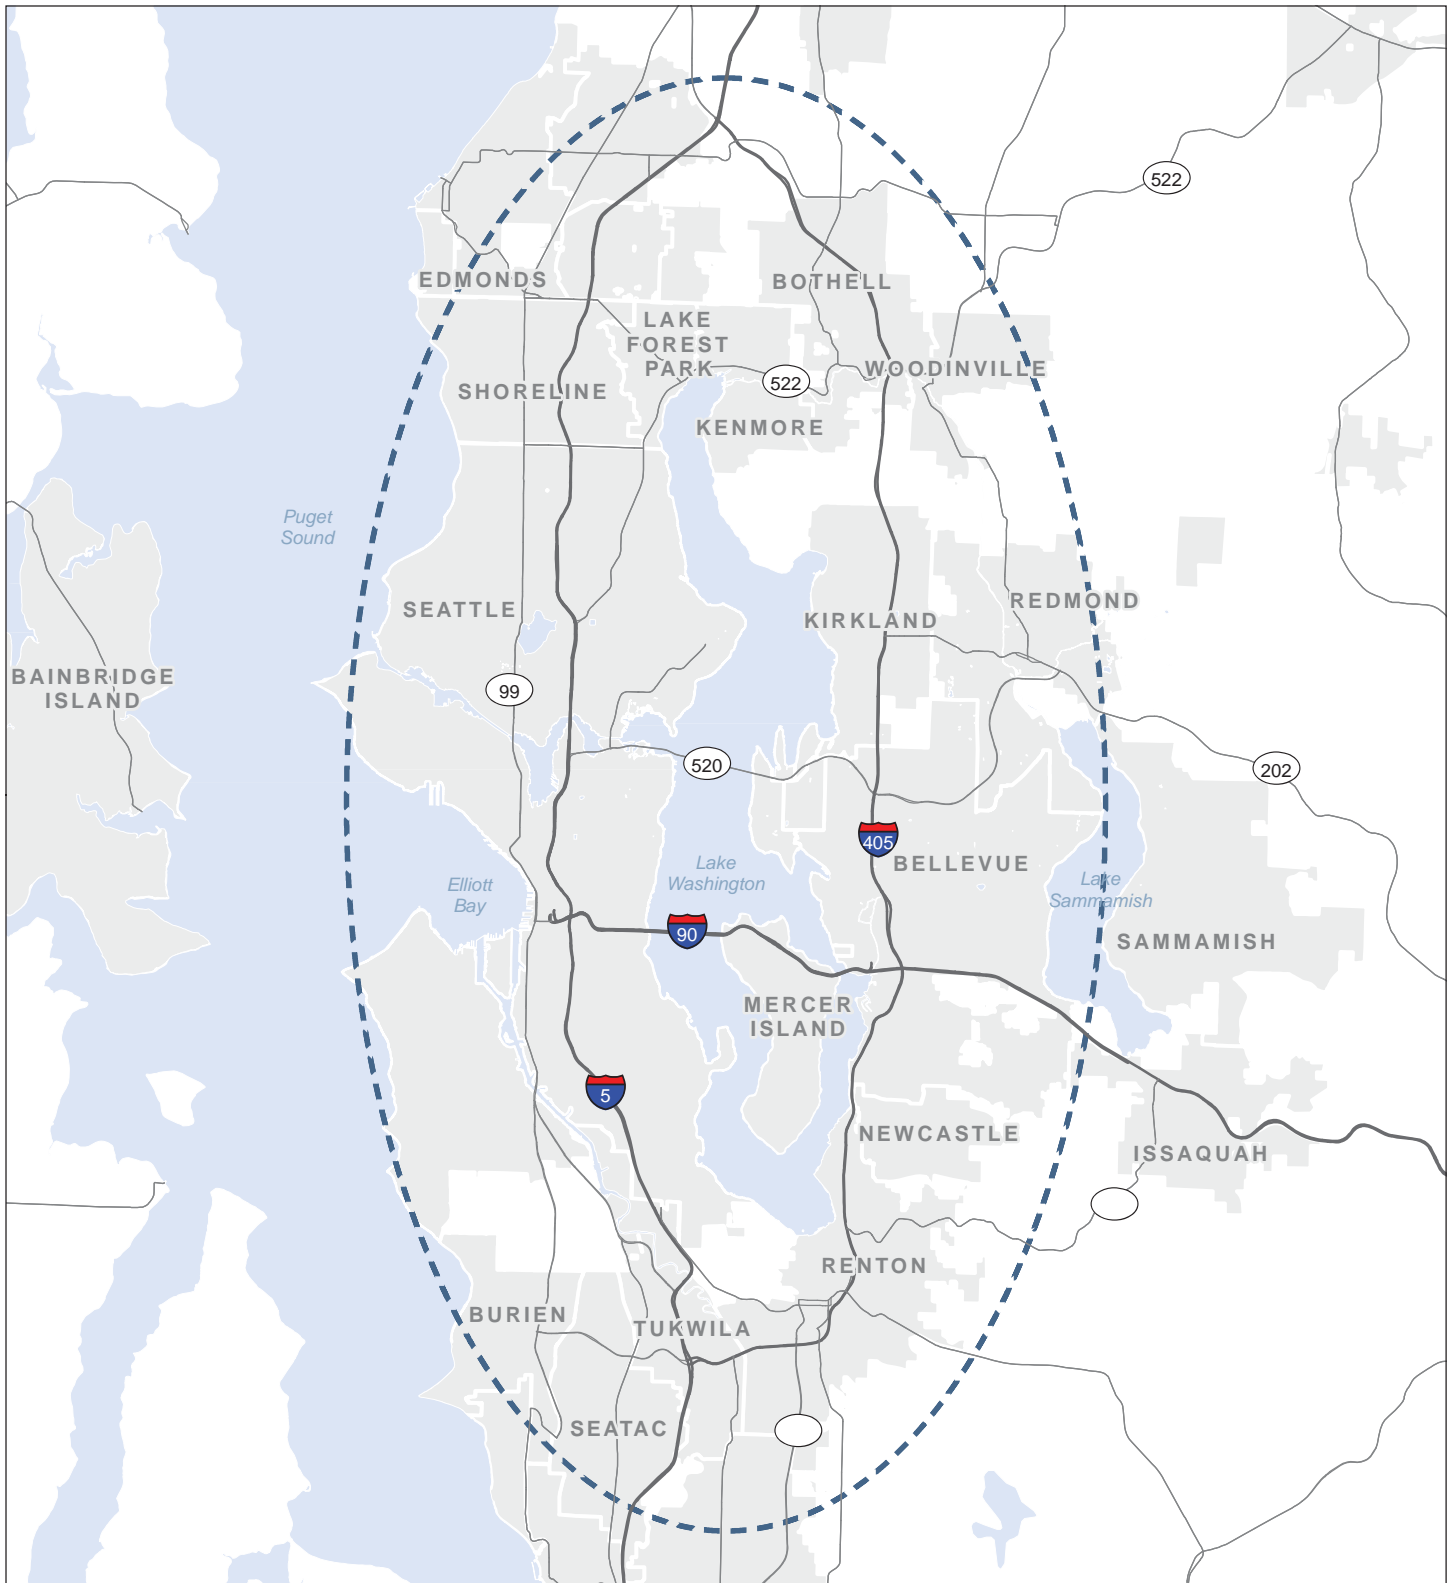 522
EDMONDS
BOTHELL
LAKE
FOREST
PARK
WOODINVILLE
522
SHORELINE
KENMORE
Puget
Sound
SEATTLE
REDMOND
KIRKLAND
BAINBRIDGE
ISLAND
99
520
202
405
BELLEVUE
Lake
Washington
Elliott
Bay
Lake
Sammamish
90
SAMMAMISH
MERCER
ISLAND
5
NEWCASTLE
ISSAQUAH
RENTON
BURIEN
TUKWILA
SEATAC